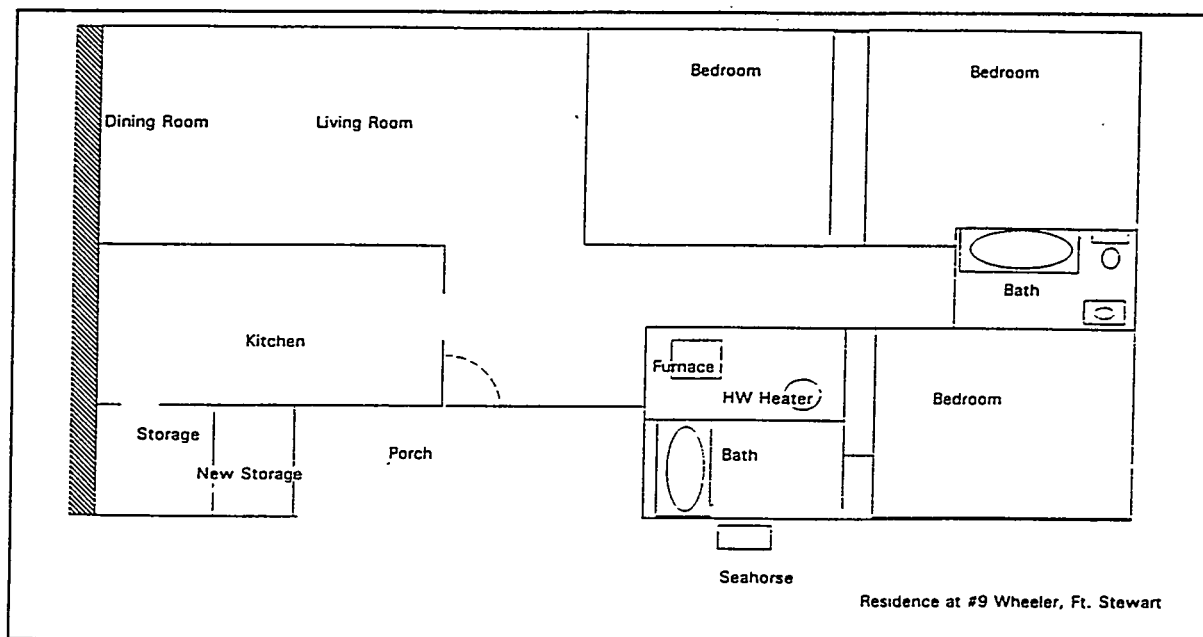 Bedroom
Bedroom
Dining Room
Living Room
Bath
Kitchen
Furnace
HW Heater
Bedroom
Storage
Porch
Bath
New Storage
Seahorse
Residence at #9 Wheeler, Ft. Stewart